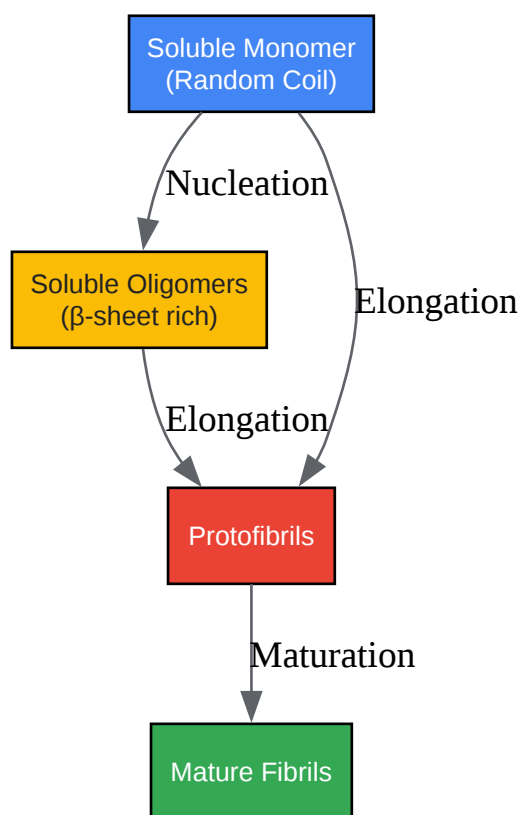 Soluble Monomer
(Random Coil)
Nucleation
Soluble Oligomers
(β-sheet rich)
Elongation
Elongation
Protofibrils
Maturation
Mature Fibrils